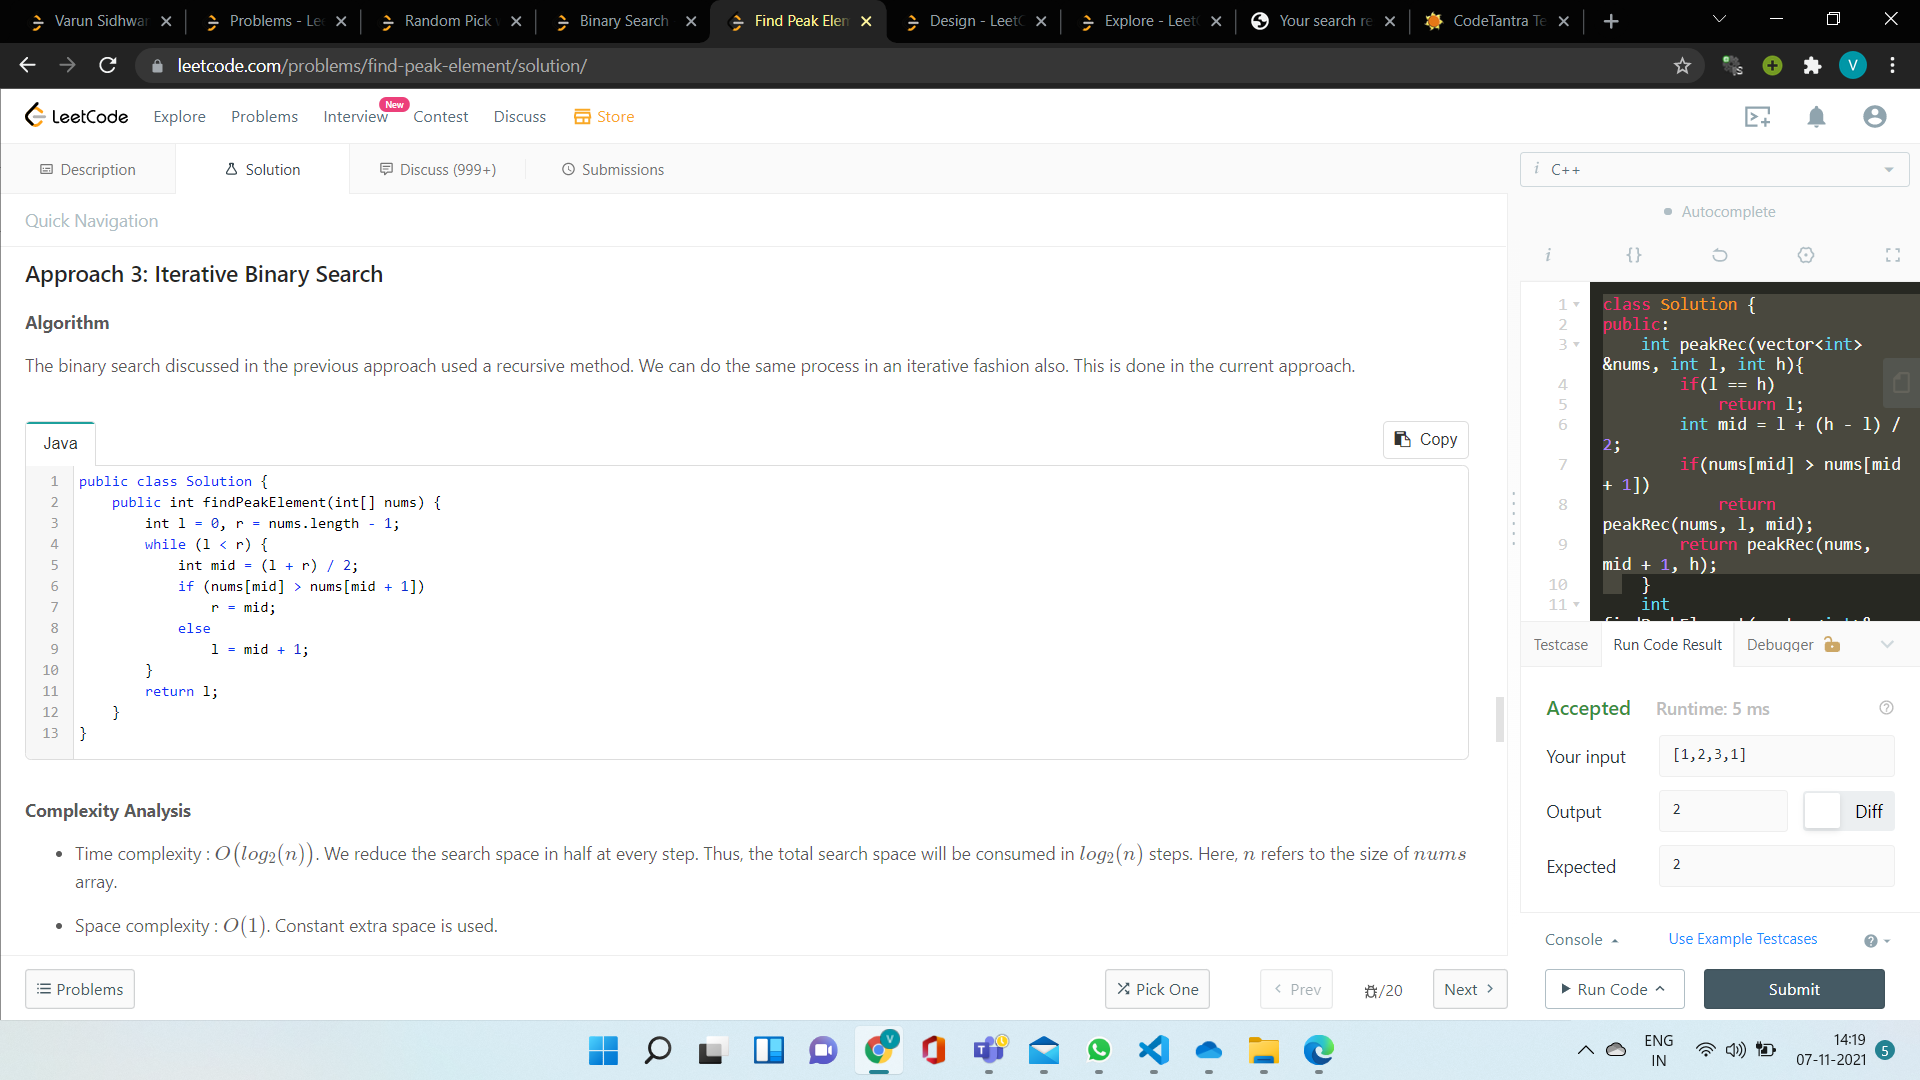 Varun Sidhwar
Problems - Le
Random Pick w
Binary Search
Find Peak Elem
Design - LeetC
Explore - Leet
Your search re
CodeTantra Te
leetcode.com/problems/find-peak-element/solution/
V
LeetCode
Explore
Problems
Interview
New
Contest
Discuss
Store
Description
Solution
Discuss (999+)
Submissions
i C++
Quick Navigation
Autocomplete
i {}
Approach 3: Iterative Binary Search
Algorithm
The binary search discussed in the previous approach used a recursive method. We can do the same process in an iterative fashion also. This is done in the current approach.
Java
Copy
1 public class Solution {
2 public int findPeakElement(int[] nums) {
3 int l = 0, r = nums.length - 1;
4 while (l < r) {
5 int mid = (l + r) / 2;
6 if (nums[mid] > nums[mid + 1])
7 r = mid;
8 else
9 l = mid + 1;
10 }
11 return l;
12 }
13 }
Complexity Analysis
• Time complexity : O(log2(n)). We reduce the search space in half at every step. Thus, the total search space will be consumed in log2(n) steps. Here, n refers to the size of nums
array.
• Space complexity : O(1). Constant extra space is used.
Problems
Pick One
Prev
/20
Next
1 class Solution {
2 public:
3 int peakRec(vector<int>
&nums, int l, int h){
4 if(l == h)
5 return l;
6 int mid = l + (h - l) /
2;
7 if(nums[mid] > nums[mid
+ 1])
8 return
peakRec(nums, l, mid);
9 return peakRec(nums,
mid + 1, h);
10 }
11 int
Testcase
Run Code Result
Debugger
Accepted
Runtime: 5 ms
Your input
[1,2,3,1]
Output
2
Diff
Expected
2
Console
Use Example Testcases
Run Code
Submit
V
ENG
IN
14:19
07-11-2021
5